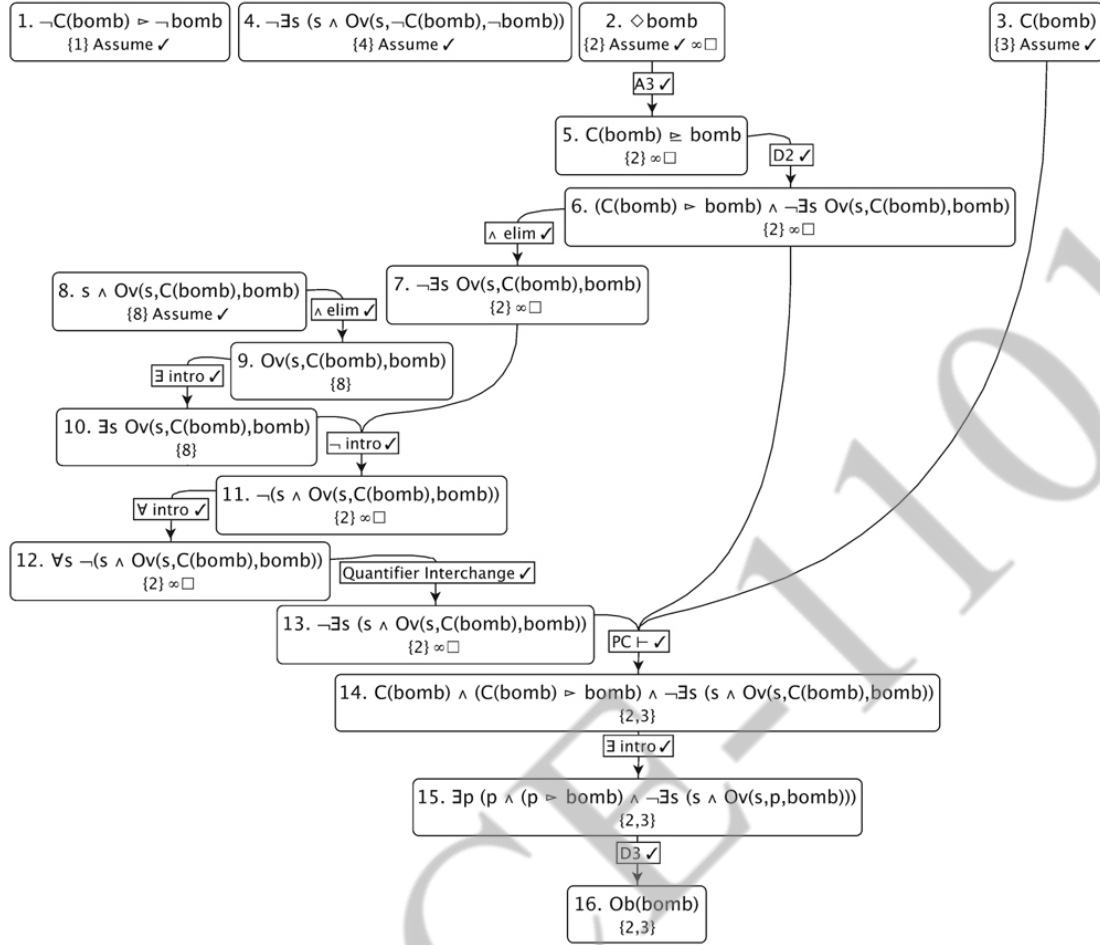 1. ¬C(bomb) ▻ ¬bomb
{1} Assume ✓
4. ¬∃s (s ∧ Ov(s,¬C(bomb),¬bomb))
{4} Assume ✓
2. ◇bomb
{2} Assume ✓ ∞□
3. C(bomb)
{3} Assume ✓
A3 ✓
5. C(bomb) ⊵ bomb
{2} ∞□
D2 ✓
6. (C(bomb) ▻ bomb) ∧ ¬∃s Ov(s,C(bomb),bomb)
{2} ∞□
∧ elim ✓
7. ¬∃s Ov(s,C(bomb),bomb)
{2} ∞□
8. s ∧ Ov(s,C(bomb),bomb)
{8} Assume ✓
∧ elim ✓
9. Ov(s,C(bomb),bomb)
{8}
∃ intro ✓
10. ∃s Ov(s,C(bomb),bomb)
{8}
¬ intro ✓
11. ¬(s ∧ Ov(s,C(bomb),bomb))
{2} ∞□
∀ intro ✓
12. ∀s ¬(s ∧ Ov(s,C(bomb),bomb))
{2} ∞□
Quantifier Interchange ✓
13. ¬∃s (s ∧ Ov(s,C(bomb),bomb))
{2} ∞□
PC ⊢ ✓
14. C(bomb) ∧ (C(bomb) ▻ bomb) ∧ ¬∃s (s ∧ Ov(s,C(bomb),bomb))
{2,3}
∃ intro ✓
15. ∃p (p ∧ (p ▻ bomb) ∧ ¬∃s (s ∧ Ov(s,p,bomb)))
{2,3}
D3 ✓
16. Ob(bomb)
{2,3}
CE-110